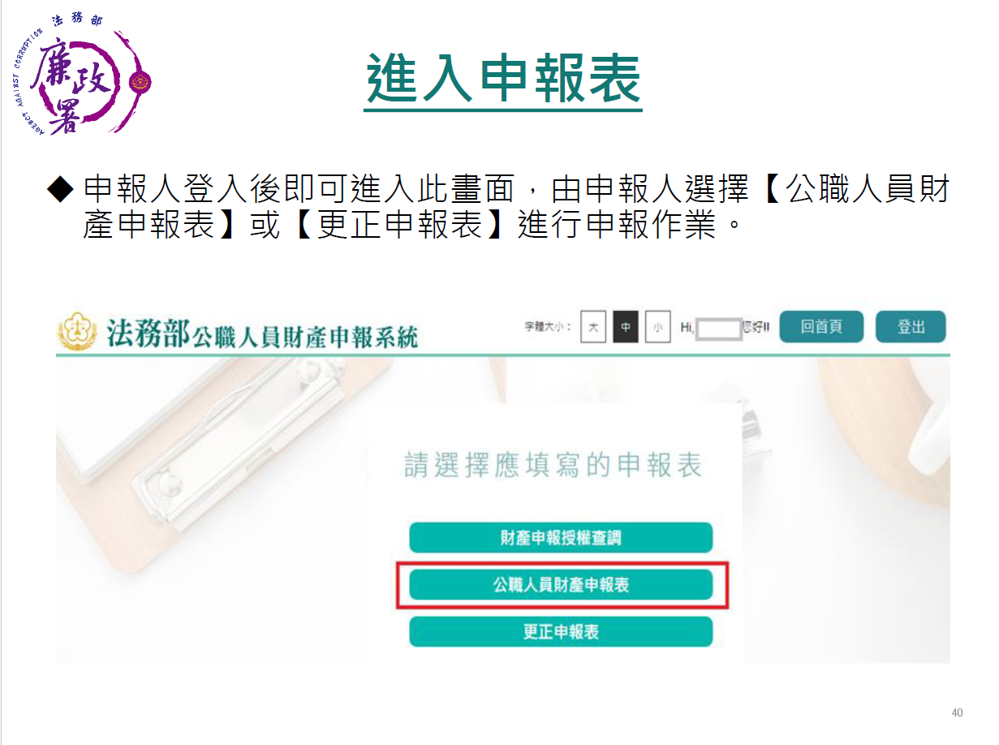 法務部
AGENCY AGAINST CORRUPTION
廉政署
進入申報表
◆ 申報人登入後即可進入此畫面，由申報人選擇【公職人員財
產申報表】或【更正申報表】進行申報作業。
法務部公職人員財產申報系統
字體大小： 大 中 小 Hi, 您好!! 回首頁 登出
請選擇應填寫的申報表
財產申報授權查調
公職人員財產申報表
更正申報表
40